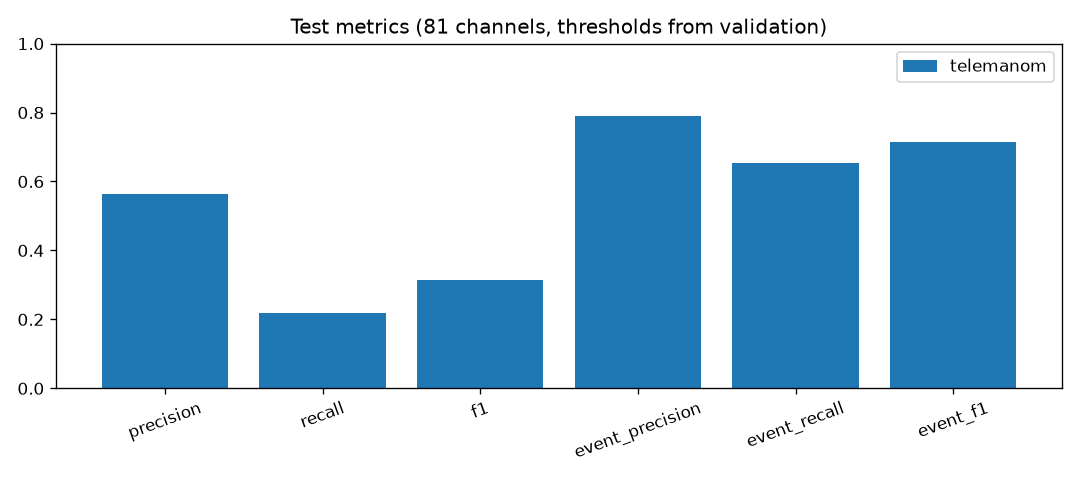 Test metrics (81 channels, thresholds from validation)
telemanom
1.0
0.8
0.6
0.4
0.2
0.0
precision
recall
f1
event_precision
event_recall
event_f1